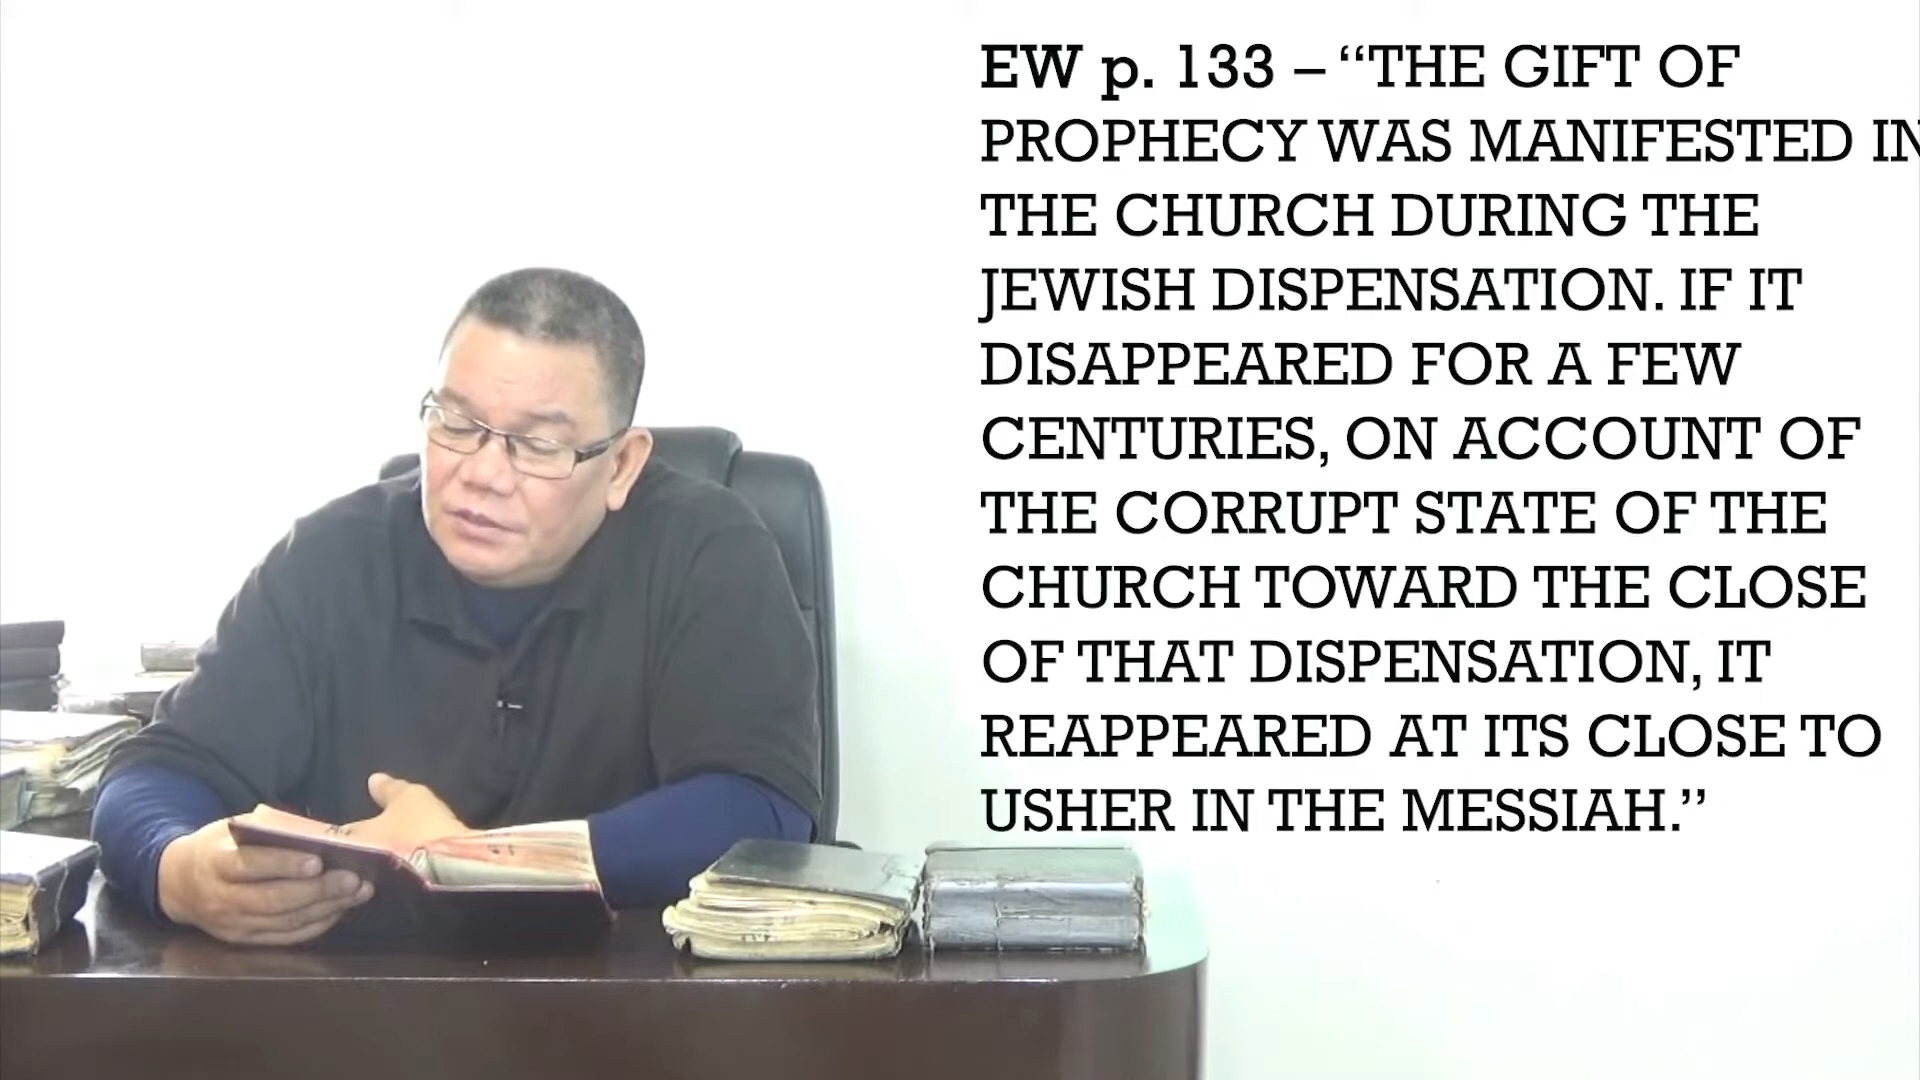 EW p. 133 – “THE GIFT OF
PROPHECY WAS MANIFESTED IN
THE CHURCH DURING THE
JEWISH DISPENSATION. IF IT
DISAPPEARED FOR A FEW
CENTURIES, ON ACCOUNT OF
THE CORRUPT STATE OF THE
CHURCH TOWARD THE CLOSE
OF THAT DISPENSATION, IT
REAPPEARED AT ITS CLOSE TO
USHER IN THE MESSIAH.”